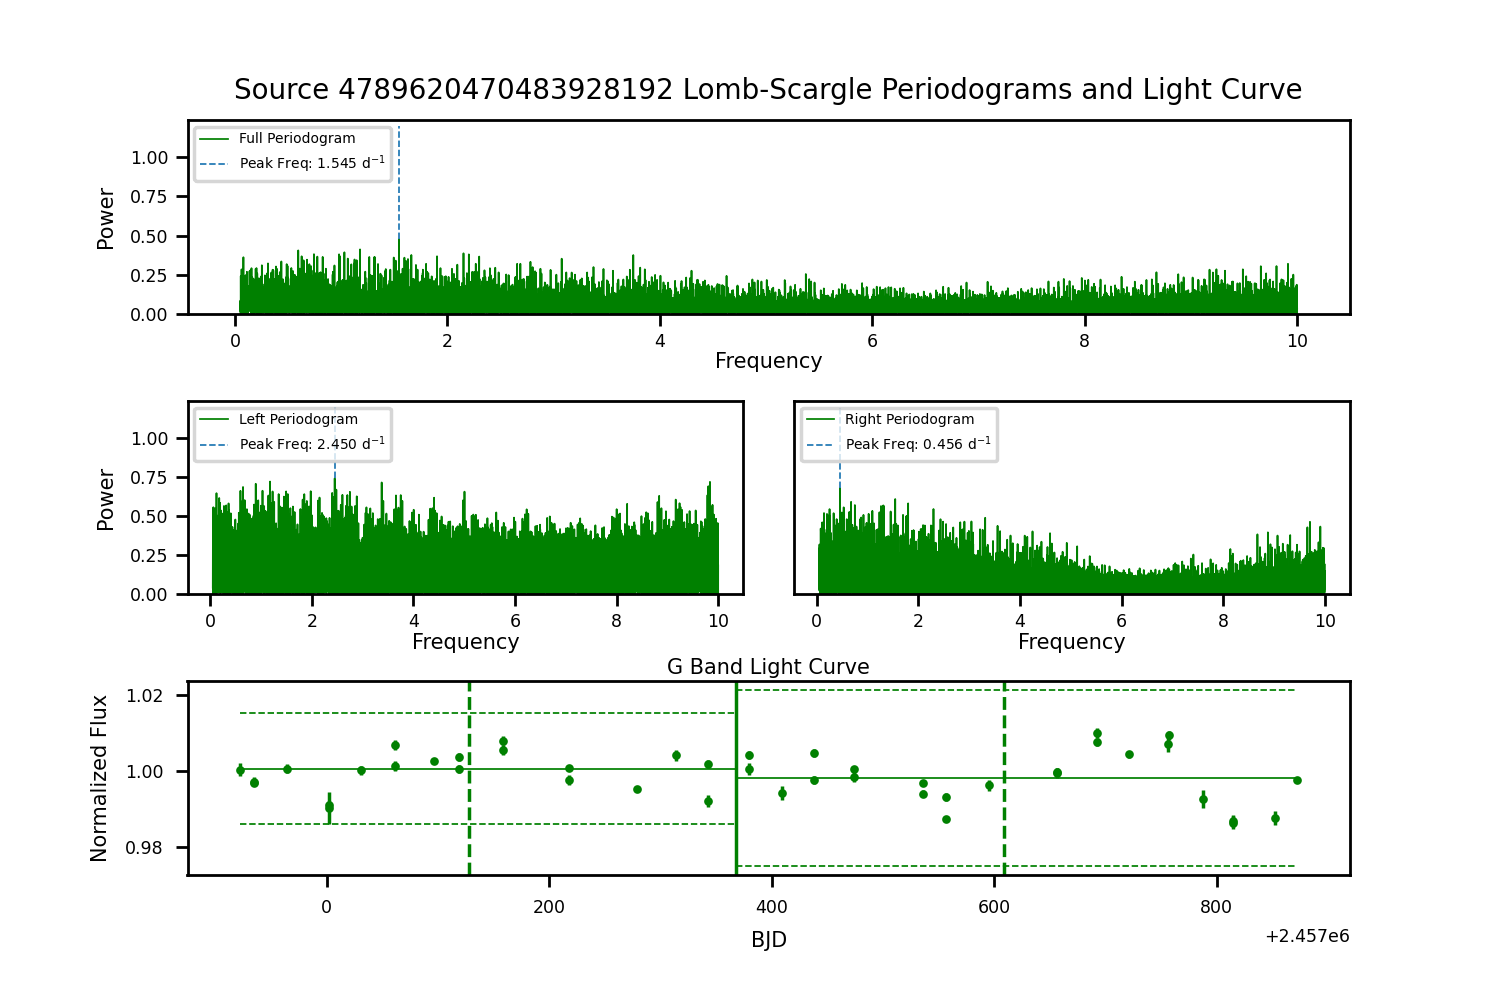 Source 4789620470483928192 Lomb-Scargle Periodograms and Light Curve
Full Periodogram
Peak Freq: 1.545 d⁻¹
1.00
0.75
0.50
0.25
0.00
Power
0 2 4 6 8 10
Frequency
Left Periodogram
Peak Freq: 2.450 d⁻¹
1.00
0.75
0.50
0.25
0.00
Power
0 2 4 6 8 10
Frequency
Right Periodogram
Peak Freq: 0.456 d⁻¹
0 2 4 6 8 10
Frequency
G Band Light Curve
1.02
1.00
0.98
Normalized Flux
0 200 400 600 800
BJD
+2.457e6